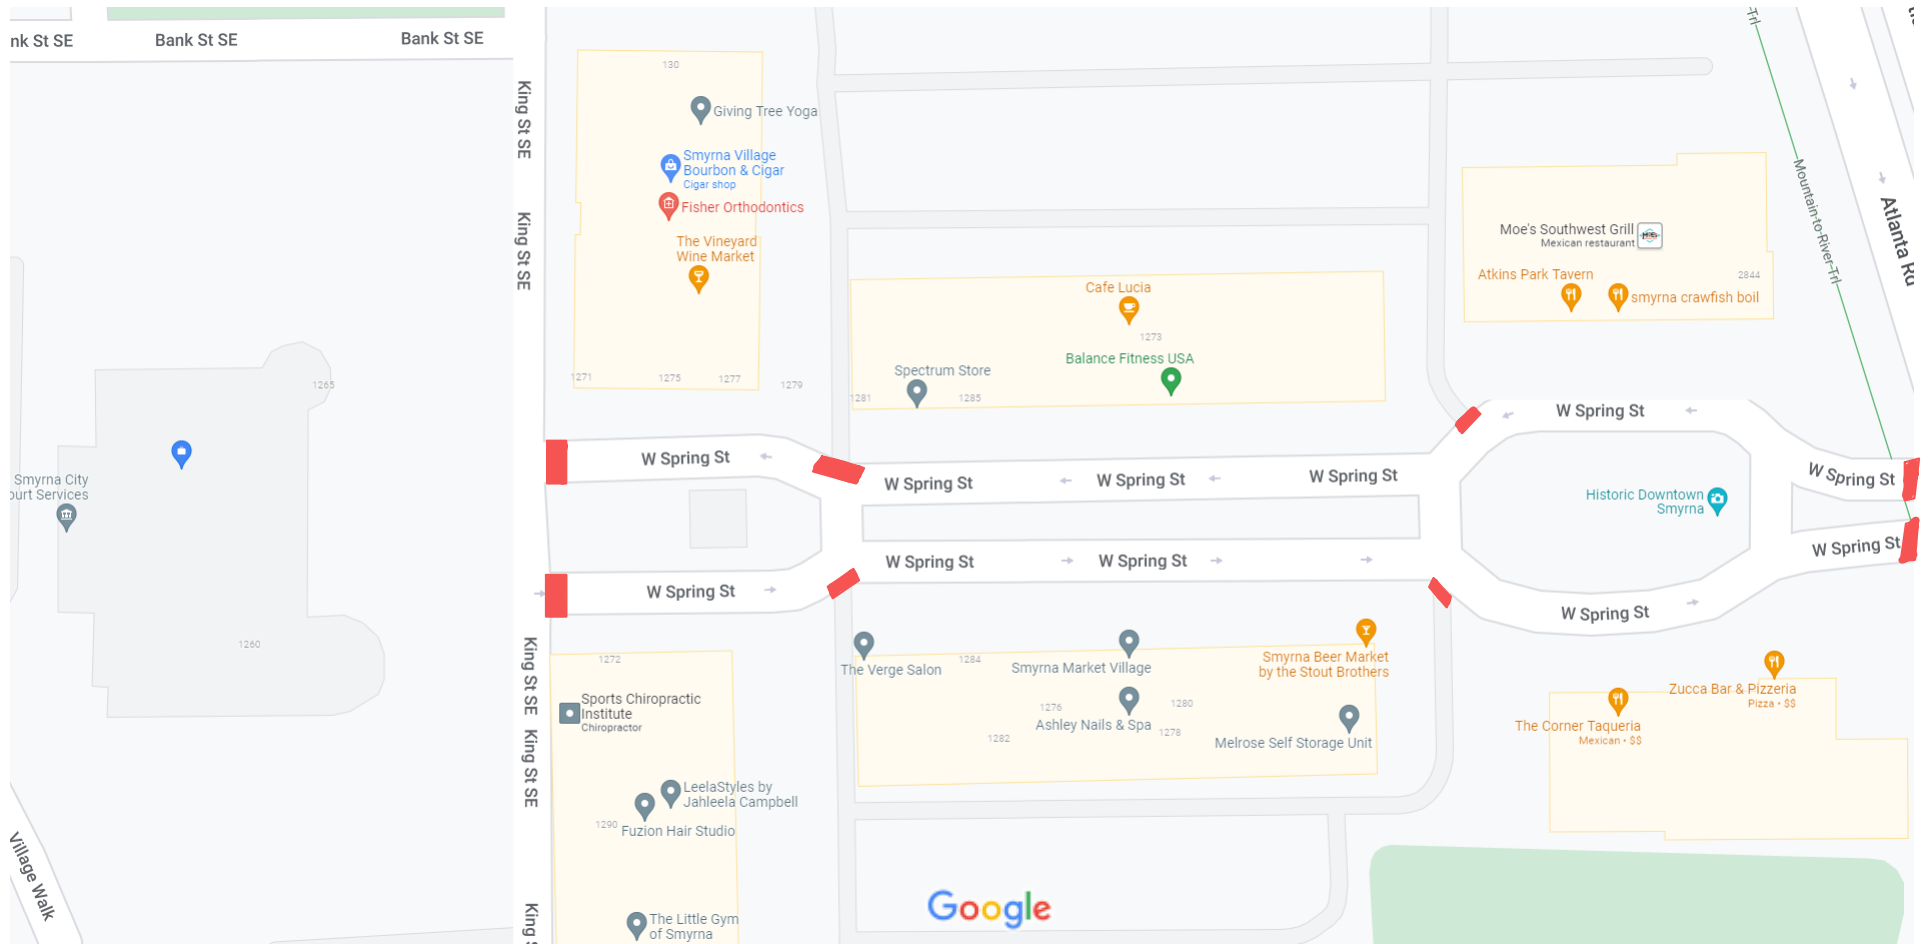 nk St SE
Bank St SE
Bank St SE
King St SE
130
Giving Tree Yoga
Smyrna Village
Bourbon & Cigar
Cigar shop
Fisher Orthodontics
King St SE
The Vineyard
Wine Market
1271
1275
1277
1279
Mountain-to-River-Trl
Atlanta Rd
Moe's Southwest Grill
Mexican restaurant
MOE'S
Atkins Park Tavern
2844
smyrna crawfish boil
Cafe Lucia
1273
Balance Fitness USA
Spectrum Store
1281
1285
1265
Smyrna City
ourt Services
1260
W Spring St
W Spring St
W Spring St
W Spring St
W Spring St
W Spring St
Historic Downtown
Smyrna
W Spring St
W Spring St
W Spring St
W Spring St
W Spring St
King St SE
1272
The Verge Salon
1284
Smyrna Market Village
Smyrna Beer Market
by the Stout Brothers
Sports Chiropractic
Institute
Chiropractor
1276
1280
Ashley Nails & Spa
1278
1282
Melrose Self Storage Unit
Zucca Bar & Pizzeria
Pizza • $$
The Corner Taqueria
Mexican • $$
King St SE
LeelaStyles by
Jahleela Campbell
1290
Fuzion Hair Studio
Village Walk
King S
The Little Gym
of Smyrna
Google
-Trl